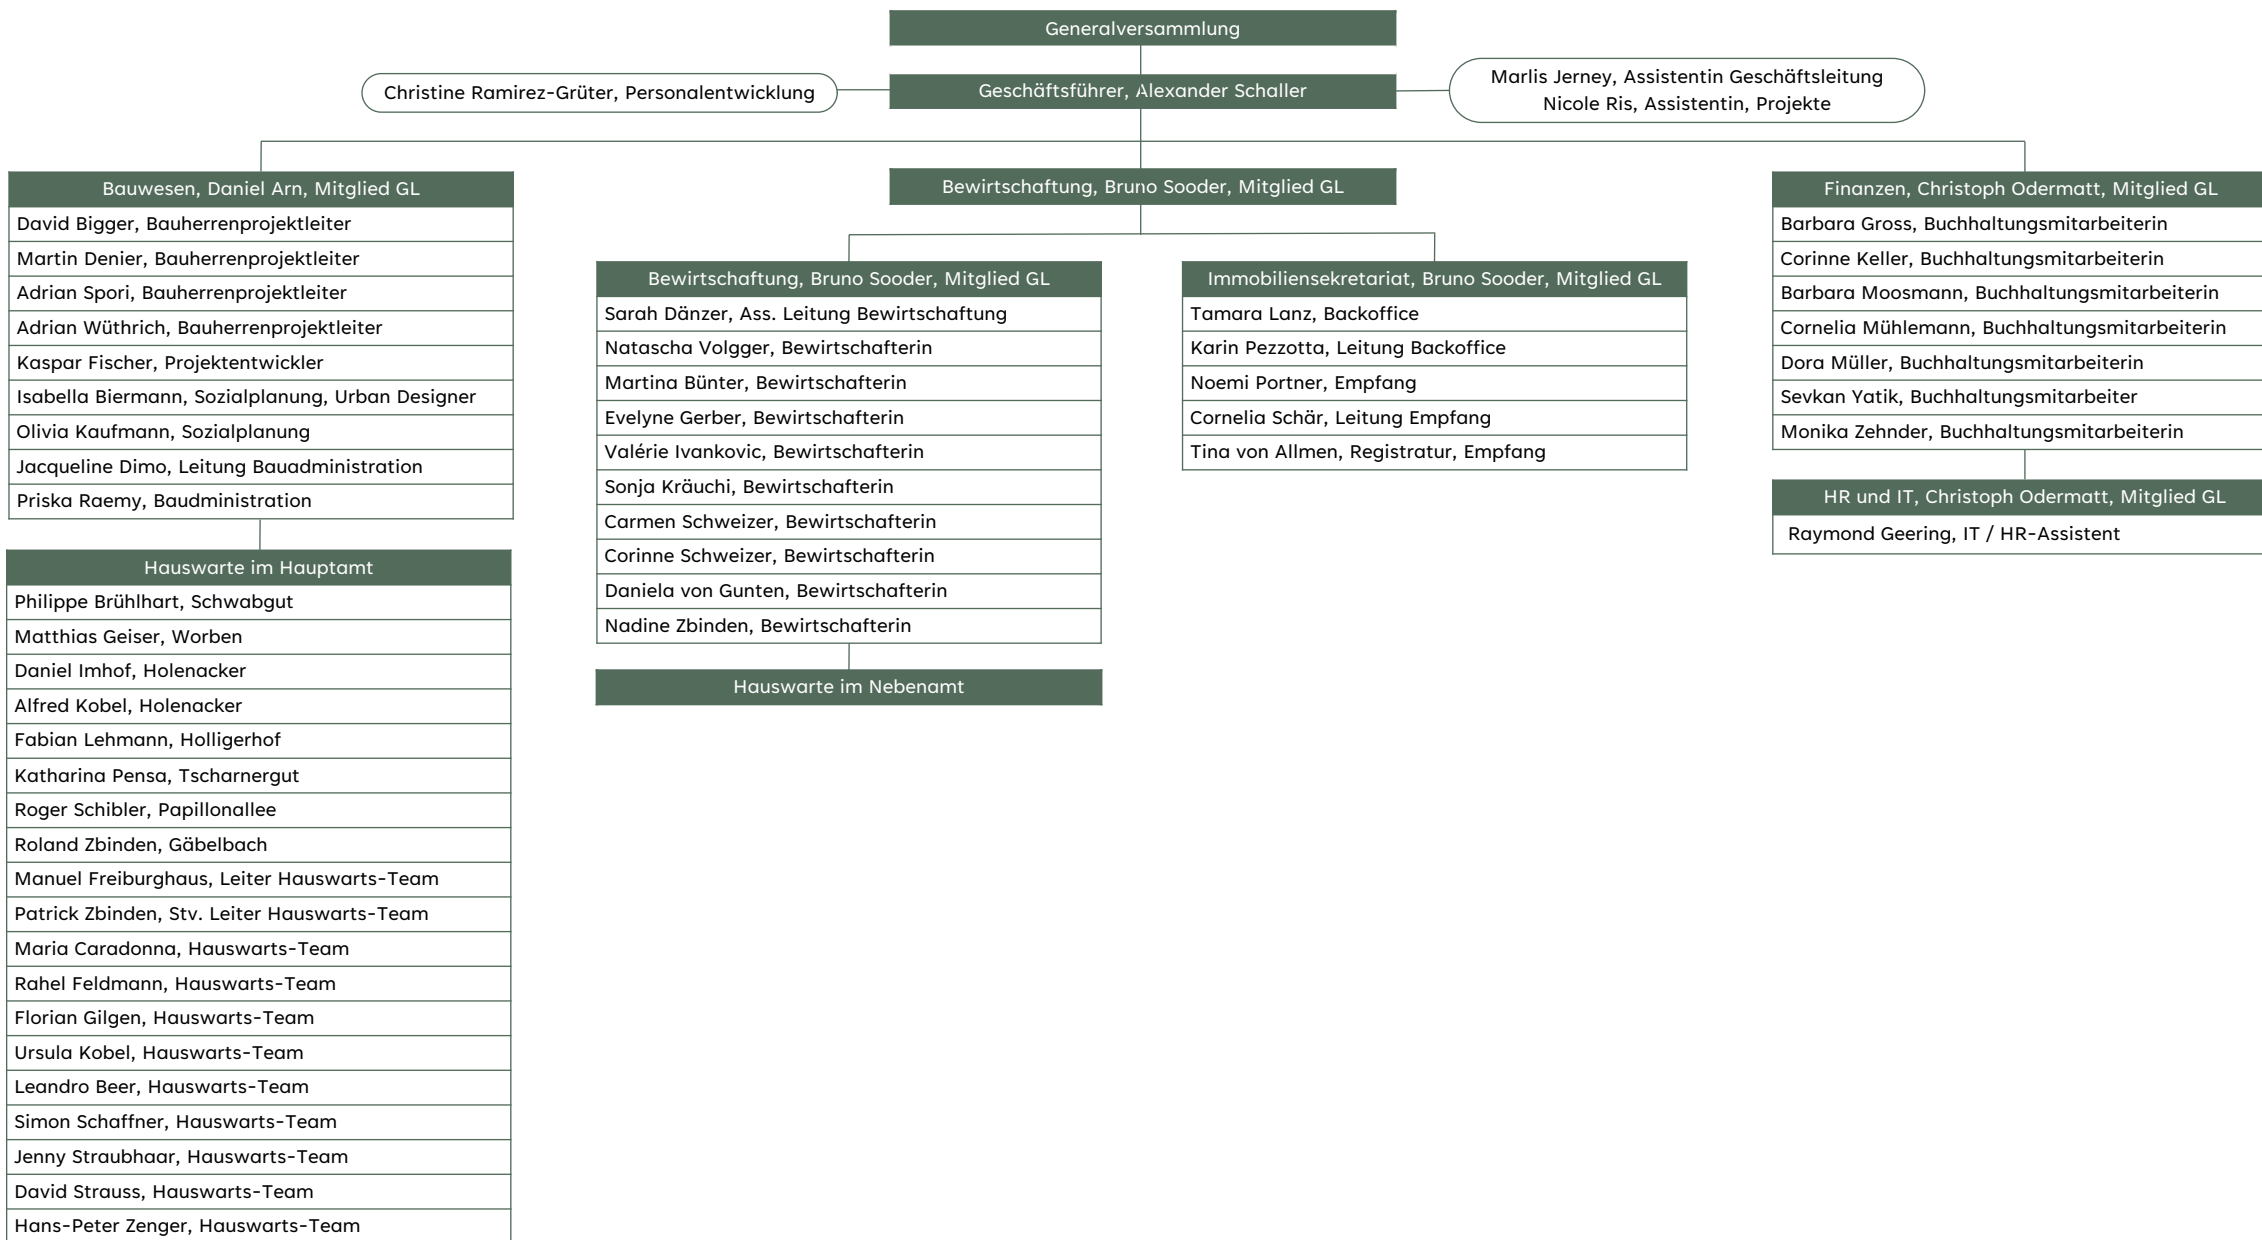 Generalversammlung
Christine Ramirez-Grüter, Personalentwicklung
Geschäftsführer, Alexander Schaller
Marlis Jerney, Assistentin Geschäftsleitung
Nicole Ris, Assistentin, Projekte
Bauwesen, Daniel Arn, Mitglied GL
David Bigger, Bauherrenprojektleiter
Martin Denier, Bauherrenprojektleiter
Adrian Spori, Bauherrenprojektleiter
Adrian Wüthrich, Bauherrenprojektleiter
Kaspar Fischer, Projektentwickler
Isabella Biermann, Sozialplanung, Urban Designer
Olivia Kaufmann, Sozialplanung
Jacqueline Dimo, Leitung Bauadministration
Priska Raemy, Baudministration
Hauswarte im Hauptamt
Philippe Brühlhart, Schwabgut
Matthias Geiser, Worben
Daniel Imhof, Holenacker
Alfred Kobel, Holenacker
Fabian Lehmann, Holligerhof
Katharina Pensa, Tscharnergut
Roger Schibler, Papillonallee
Roland Zbinden, Gäbelbach
Manuel Freiburghaus, Leiter Hauswarts-Team
Patrick Zbinden, Stv. Leiter Hauswarts-Team
Maria Caradonna, Hauswarts-Team
Rahel Feldmann, Hauswarts-Team
Florian Gilgen, Hauswarts-Team
Ursula Kobel, Hauswarts-Team
Leandro Beer, Hauswarts-Team
Simon Schaffner, Hauswarts-Team
Jenny Straubhaar, Hauswarts-Team
David Strauss, Hauswarts-Team
Hans-Peter Zenger, Hauswarts-Team
Bewirtschaftung, Bruno Sooder, Mitglied GL
Bewirtschaftung, Bruno Sooder, Mitglied GL
Sarah Dänzer, Ass. Leitung Bewirtschaftung
Natascha Volgger, Bewirtschafterin
Martina Bünter, Bewirtschafterin
Evelyne Gerber, Bewirtschafterin
Valérie Ivankovic, Bewirtschafterin
Sonja Kräuchi, Bewirtschafterin
Carmen Schweizer, Bewirtschafterin
Corinne Schweizer, Bewirtschafterin
Daniela von Gunten, Bewirtschafterin
Nadine Zbinden, Bewirtschafterin
Hauswarte im Nebenamt
Immobiliensekretariat, Bruno Sooder, Mitglied GL
Tamara Lanz, Backoffice
Karin Pezzotta, Leitung Backoffice
Noemi Portner, Empfang
Cornelia Schär, Leitung Empfang
Tina von Allmen, Registratur, Empfang
Finanzen, Christoph Odermatt, Mitglied GL
Barbara Gross, Buchhaltungsmitarbeiterin
Corinne Keller, Buchhaltungsmitarbeiterin
Barbara Moosmann, Buchhaltungsmitarbeiterin
Cornelia Mühlemann, Buchhaltungsmitarbeiterin
Dora Müller, Buchhaltungsmitarbeiterin
Sevkan Yatik, Buchhaltungsmitarbeiter
Monika Zehnder, Buchhaltungsmitarbeiterin
HR und IT, Christoph Odermatt, Mitglied GL
Raymond Geering, IT / HR-Assistent